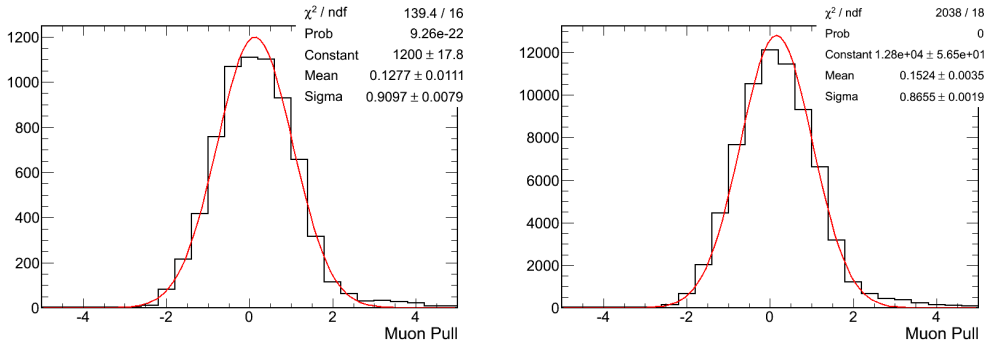 χ² / ndf 139.4 / 16
Prob 9.26e-22
Constant 1200 ± 17.8
Mean 0.1277 ± 0.0111
Sigma 0.9097 ± 0.0079
1200
1000
800
600
400
200
0
-4 -2 0 2 4
Muon Pull
χ² / ndf 2038 / 18
Prob 0
Constant 1.28e+04 ± 5.65e+01
Mean 0.1524 ± 0.0035
Sigma 0.8655 ± 0.0019
12000
10000
8000
6000
4000
2000
0
-4 -2 0 2 4
Muon Pull